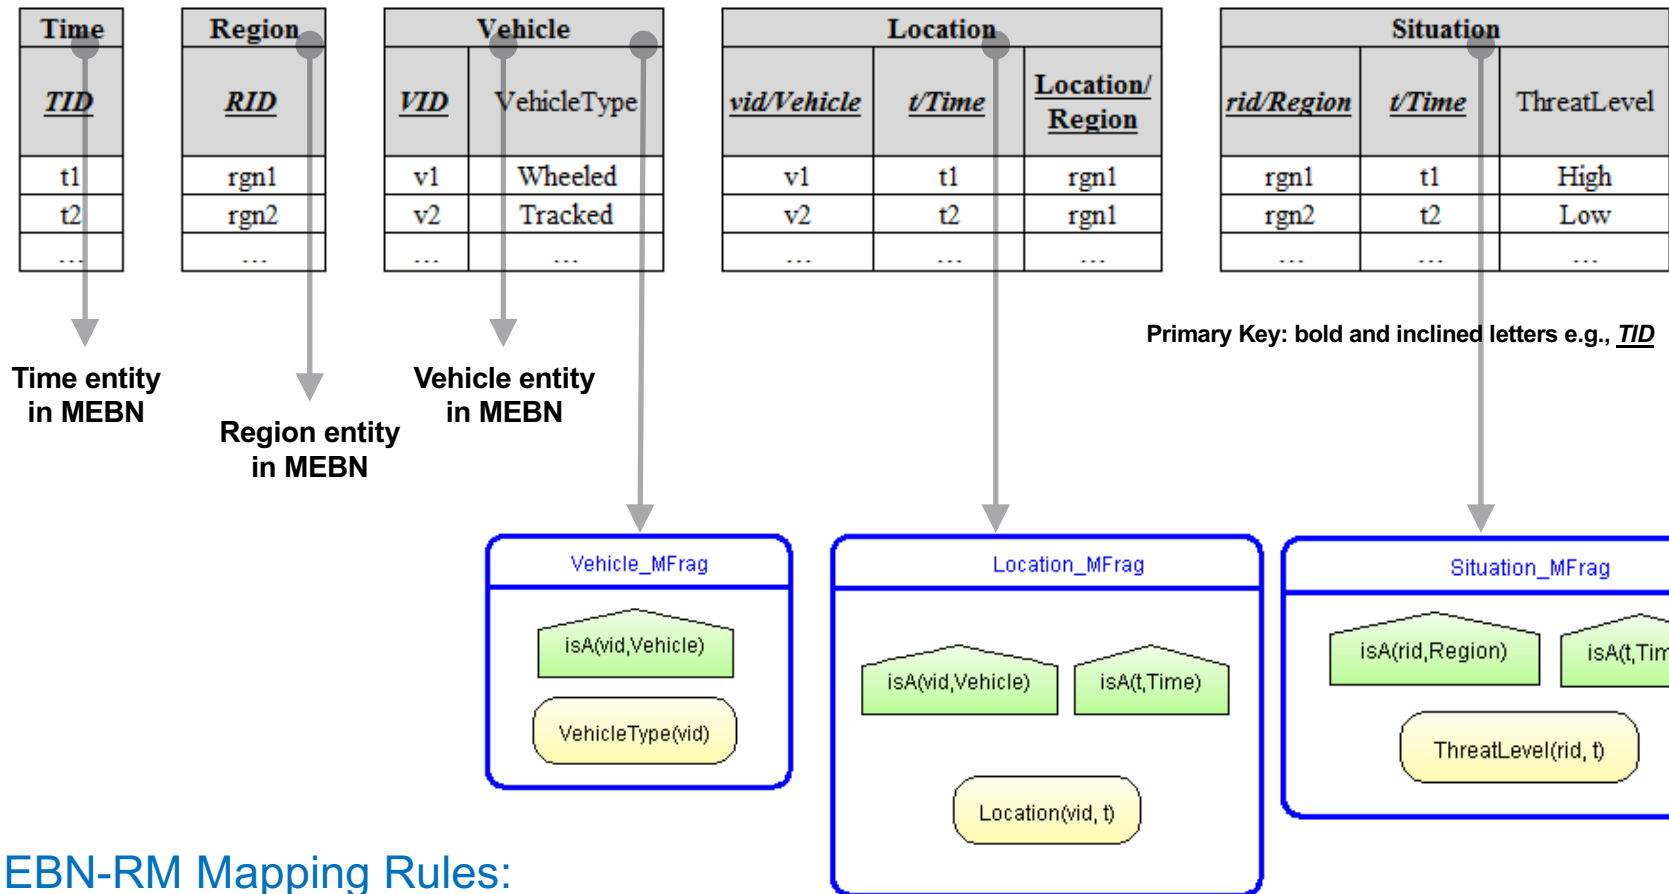 Time
TID
t1
t2
...
Region
RID
rgn1
rgn2
...
Vehicle
VID VehicleType
v1 Wheeled
v2 Tracked
... ...
Location
vid/Vehicle t/Time Location/
Region
v1 t1 rgn1
v2 t2 rgn1
... ... ...
Situation
rid/Region t/Time ThreatLevel
rgn1 t1 High
rgn2 t2 Low
... ... ...
Primary Key: bold and inclined letters e.g., TID
Time entity
in MEBN
Region entity
in MEBN
Vehicle entity
in MEBN
Vehicle_MFrag
isA(vid,Vehicle)
VehicleType(vid)
Location_MFrag
isA(vid,Vehicle) isA(t,Time)
Location(vid, t)
Situation_MFrag
isA(rid,Region) isA(t,Tim
ThreatLevel(rid, t)
EBN-RM Mapping Rules: